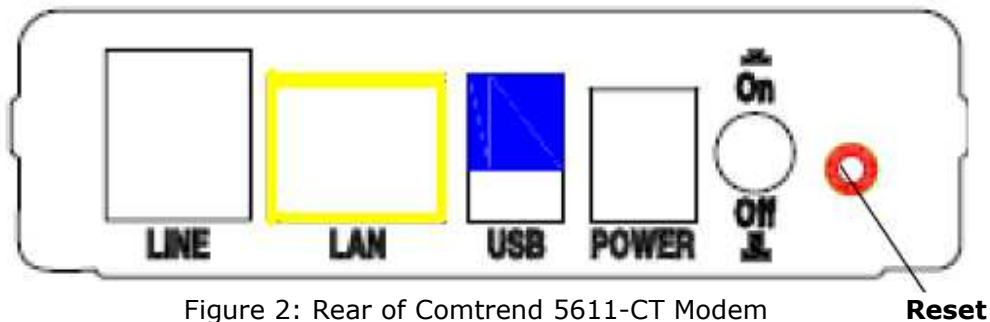 On
Off
LINE LAN USB POWER
Figure 2: Rear of Comtrend 5611-CT Modem
Reset